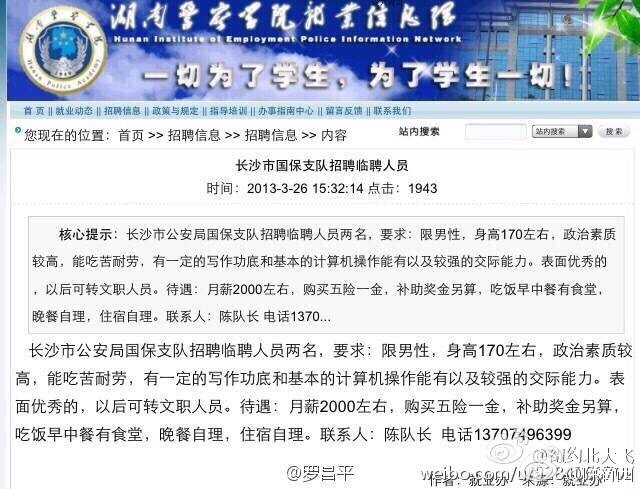 湖南警察学院就业信息网
Hunan Institute of Employment Police Information Network
一切为了学生，为了学生一切！
首 页 || 就业动态 || 招聘信息 || 政策与规定 || 指导培训 || 办事指南中心 || 留言反馈 || 联系我们
您现在的位置：首页 >> 招聘信息 >> 招聘信息 >> 内容
站内搜索 站内搜索 搜索
长沙市国保支队招聘临聘人员
时间：2013-3-26 15:32:14 点击：1943
核心提示：长沙市公安局国保支队招聘临聘人员两名，要求：限男性，身高170左右，政治素质
较高，能吃苦耐劳，有一定的写作功底和基本的计算机操作能有以及较强的交际能力。表面优秀的
，以后可转文职人员。待遇：月薪2000左右，购买五险一金，补助奖金另算，吃饭早中餐有食堂，
晚餐自理，住宿自理。联系人：陈队长 电话1370...
长沙市公安局国保支队招聘临聘人员两名，要求：限男性，身高170左右，政治素质较
高，能吃苦耐劳，有一定的写作功底和基本的计算机操作能有以及较强的交际能力。表
面优秀的，以后可转文职人员。待遇：月薪2000左右，购买五险一金，补助奖金另算，
吃饭早中餐有食堂，晚餐自理，住宿自理。联系人：陈队长 电话13707496399
@罗昌平
作者：就业办 来源：就业办